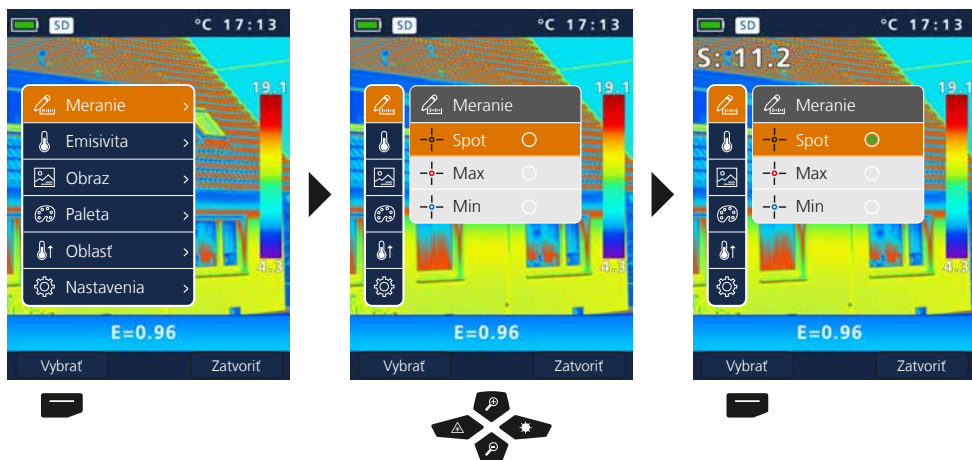 SD °C 17:13
19.1
Meranie
Emisivita
Obraz
Paleta
Oblasť
Nastavenia
4.3
E=0.96
Vybrať Zatvoriť
SD °C 17:13
19.1
Meranie
Spot
Max
Min
4.3
E=0.96
Vybrať Zatvoriť
SD °C 17:13
S: 11.2
19.1
Meranie
Spot
Max
Min
4.3
E=0.96
Vybrať Zatvoriť